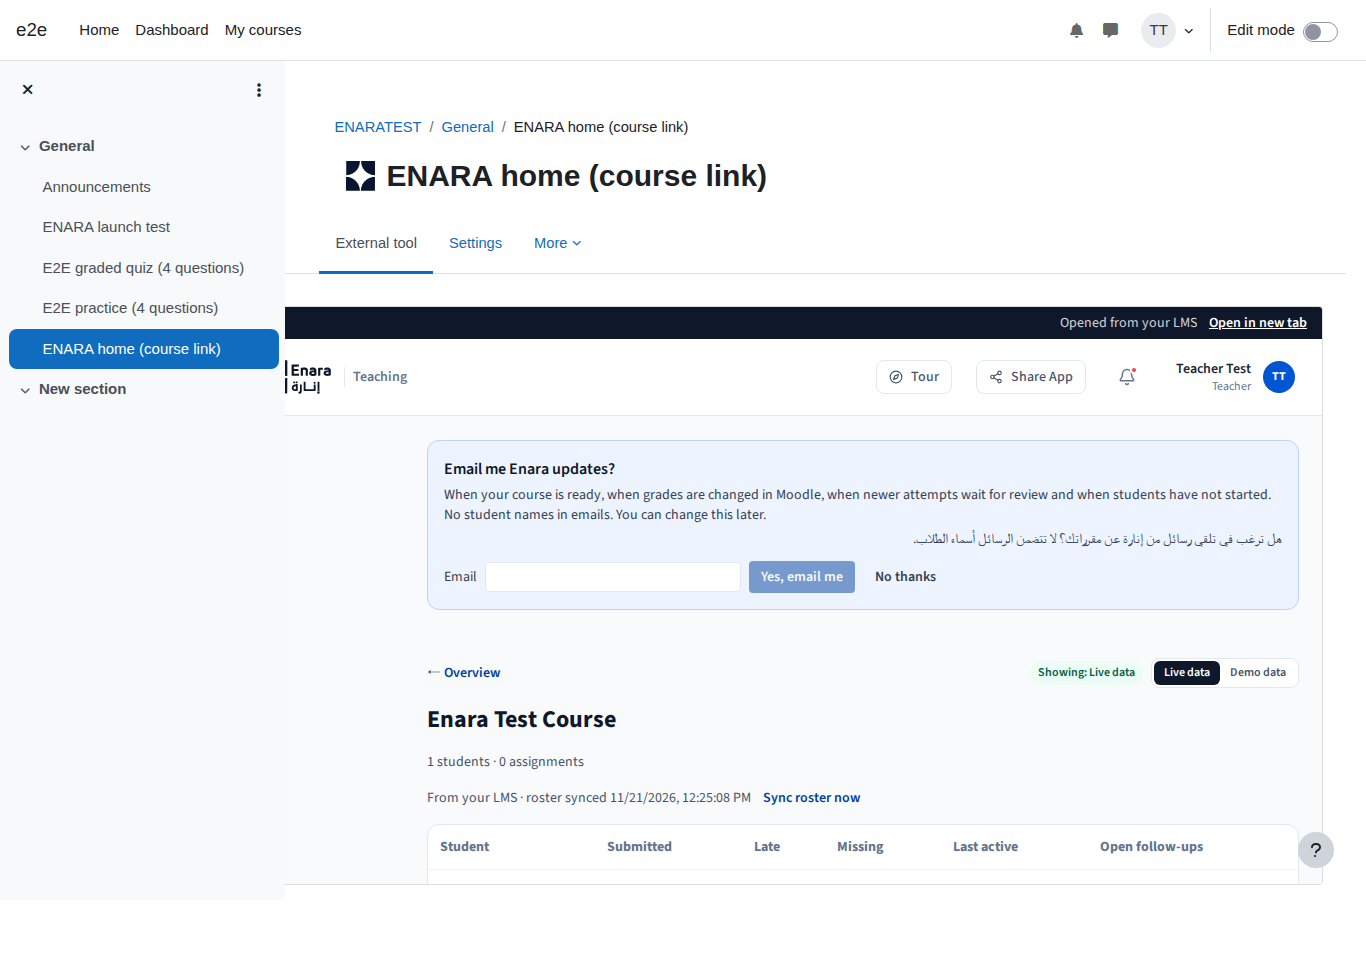 e2e Home Dashboard My courses TT Edit mode
General
Announcements
ENARA launch test
E2E graded quiz (4 questions)
E2E practice (4 questions)
ENARA home (course link)
New section
ENARATEST / General / ENARA home (course link)
ENARA home (course link)
External tool Settings More
Opened from your LMS Open in new tab
Enara
إنارة
Teaching
Tour Share App
Teacher Test
Teacher
TT
Email me Enara updates?
When your course is ready, when grades are changed in Moodle, when newer attempts wait for review and when students have not started.
No student names in emails. You can change this later.
هل ترغب في تلقي رسائل من إنارة عن مقرراتك؟ لا تتضمن الرسائل أسماء الطلاب.
Email Yes, email me No thanks
← Overview Showing: Live data Live data Demo data
Enara Test Course
1 students · 0 assignments
From your LMS · roster synced 11/21/2026, 12:25:08 PM Sync roster now
Student Submitted Late Missing Last active Open follow-ups
?